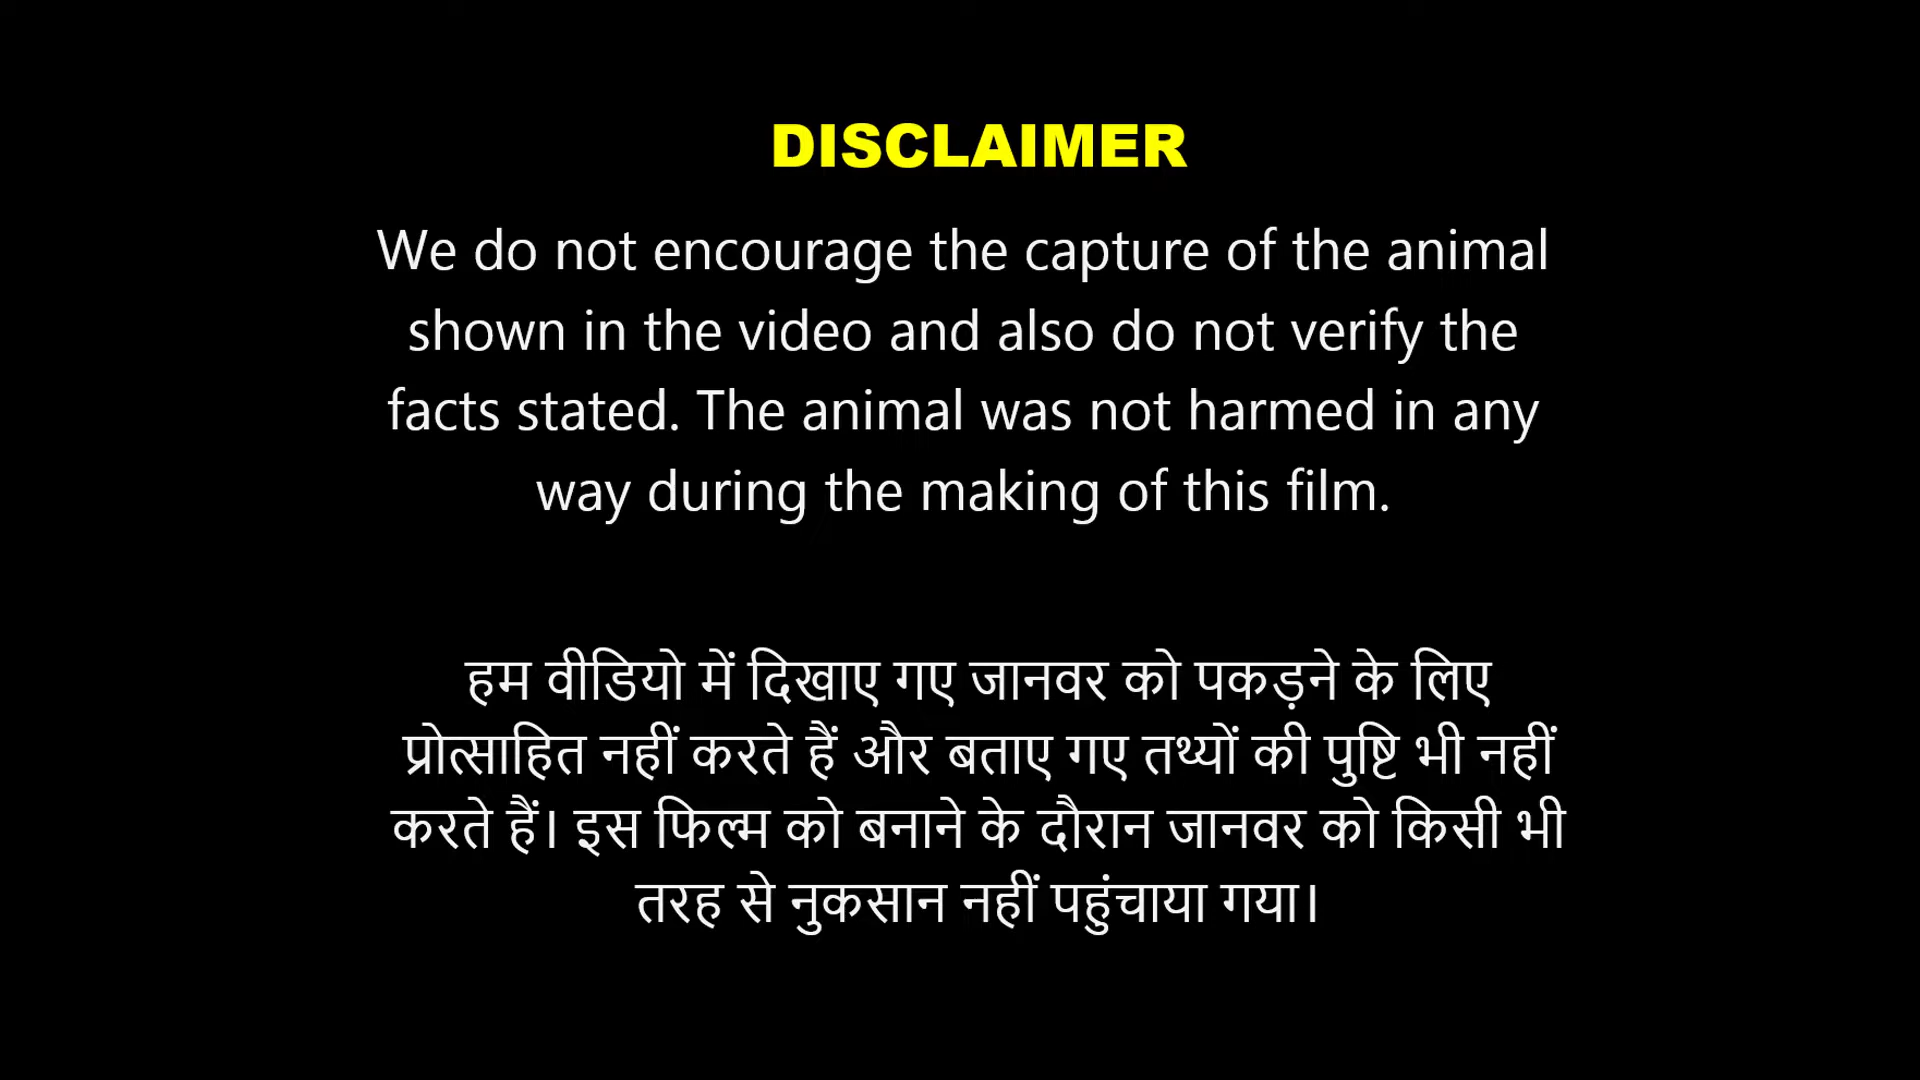 DISCLAIMER
We do not encourage the capture of the animal
shown in the video and also do not verify the
facts stated. The animal was not harmed in any
way during the making of this film.
हम वीडियो में दिखाए गए जानवर को पकड़ने के लिए
प्रोत्साहित नहीं करते हैं और बताए गए तथ्यों की पुष्टि भी नहीं
करते हैं। इस फिल्म को बनाने के दौरान जानवर को किसी भी
तरह से नुकसान नहीं पहुंचाया गया।